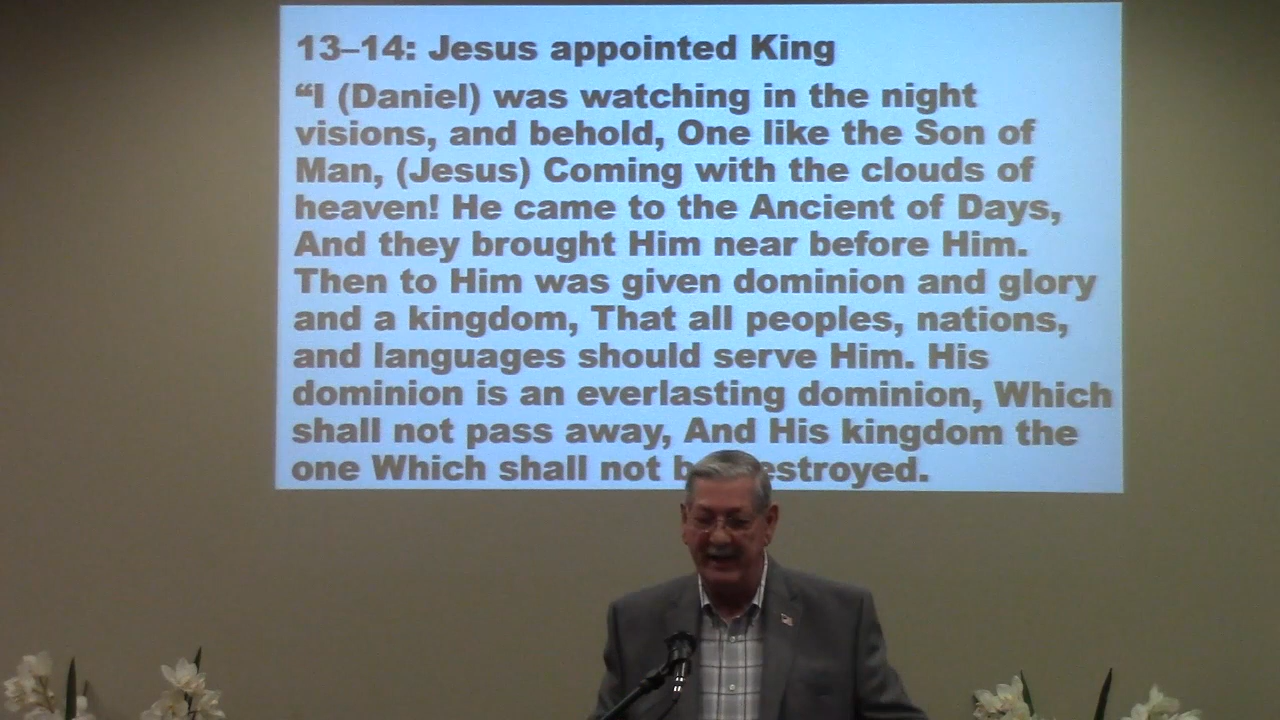 13–14: Jesus appointed King
“I (Daniel) was watching in the night
visions, and behold, One like the Son of
Man, (Jesus) Coming with the clouds of
heaven! He came to the Ancient of Days,
And they brought Him near before Him.
Then to Him was given dominion and glory
and a kingdom, That all peoples, nations,
and languages should serve Him. His
dominion is an everlasting dominion, Which
shall not pass away, And His kingdom the
one Which shall not be destroyed.